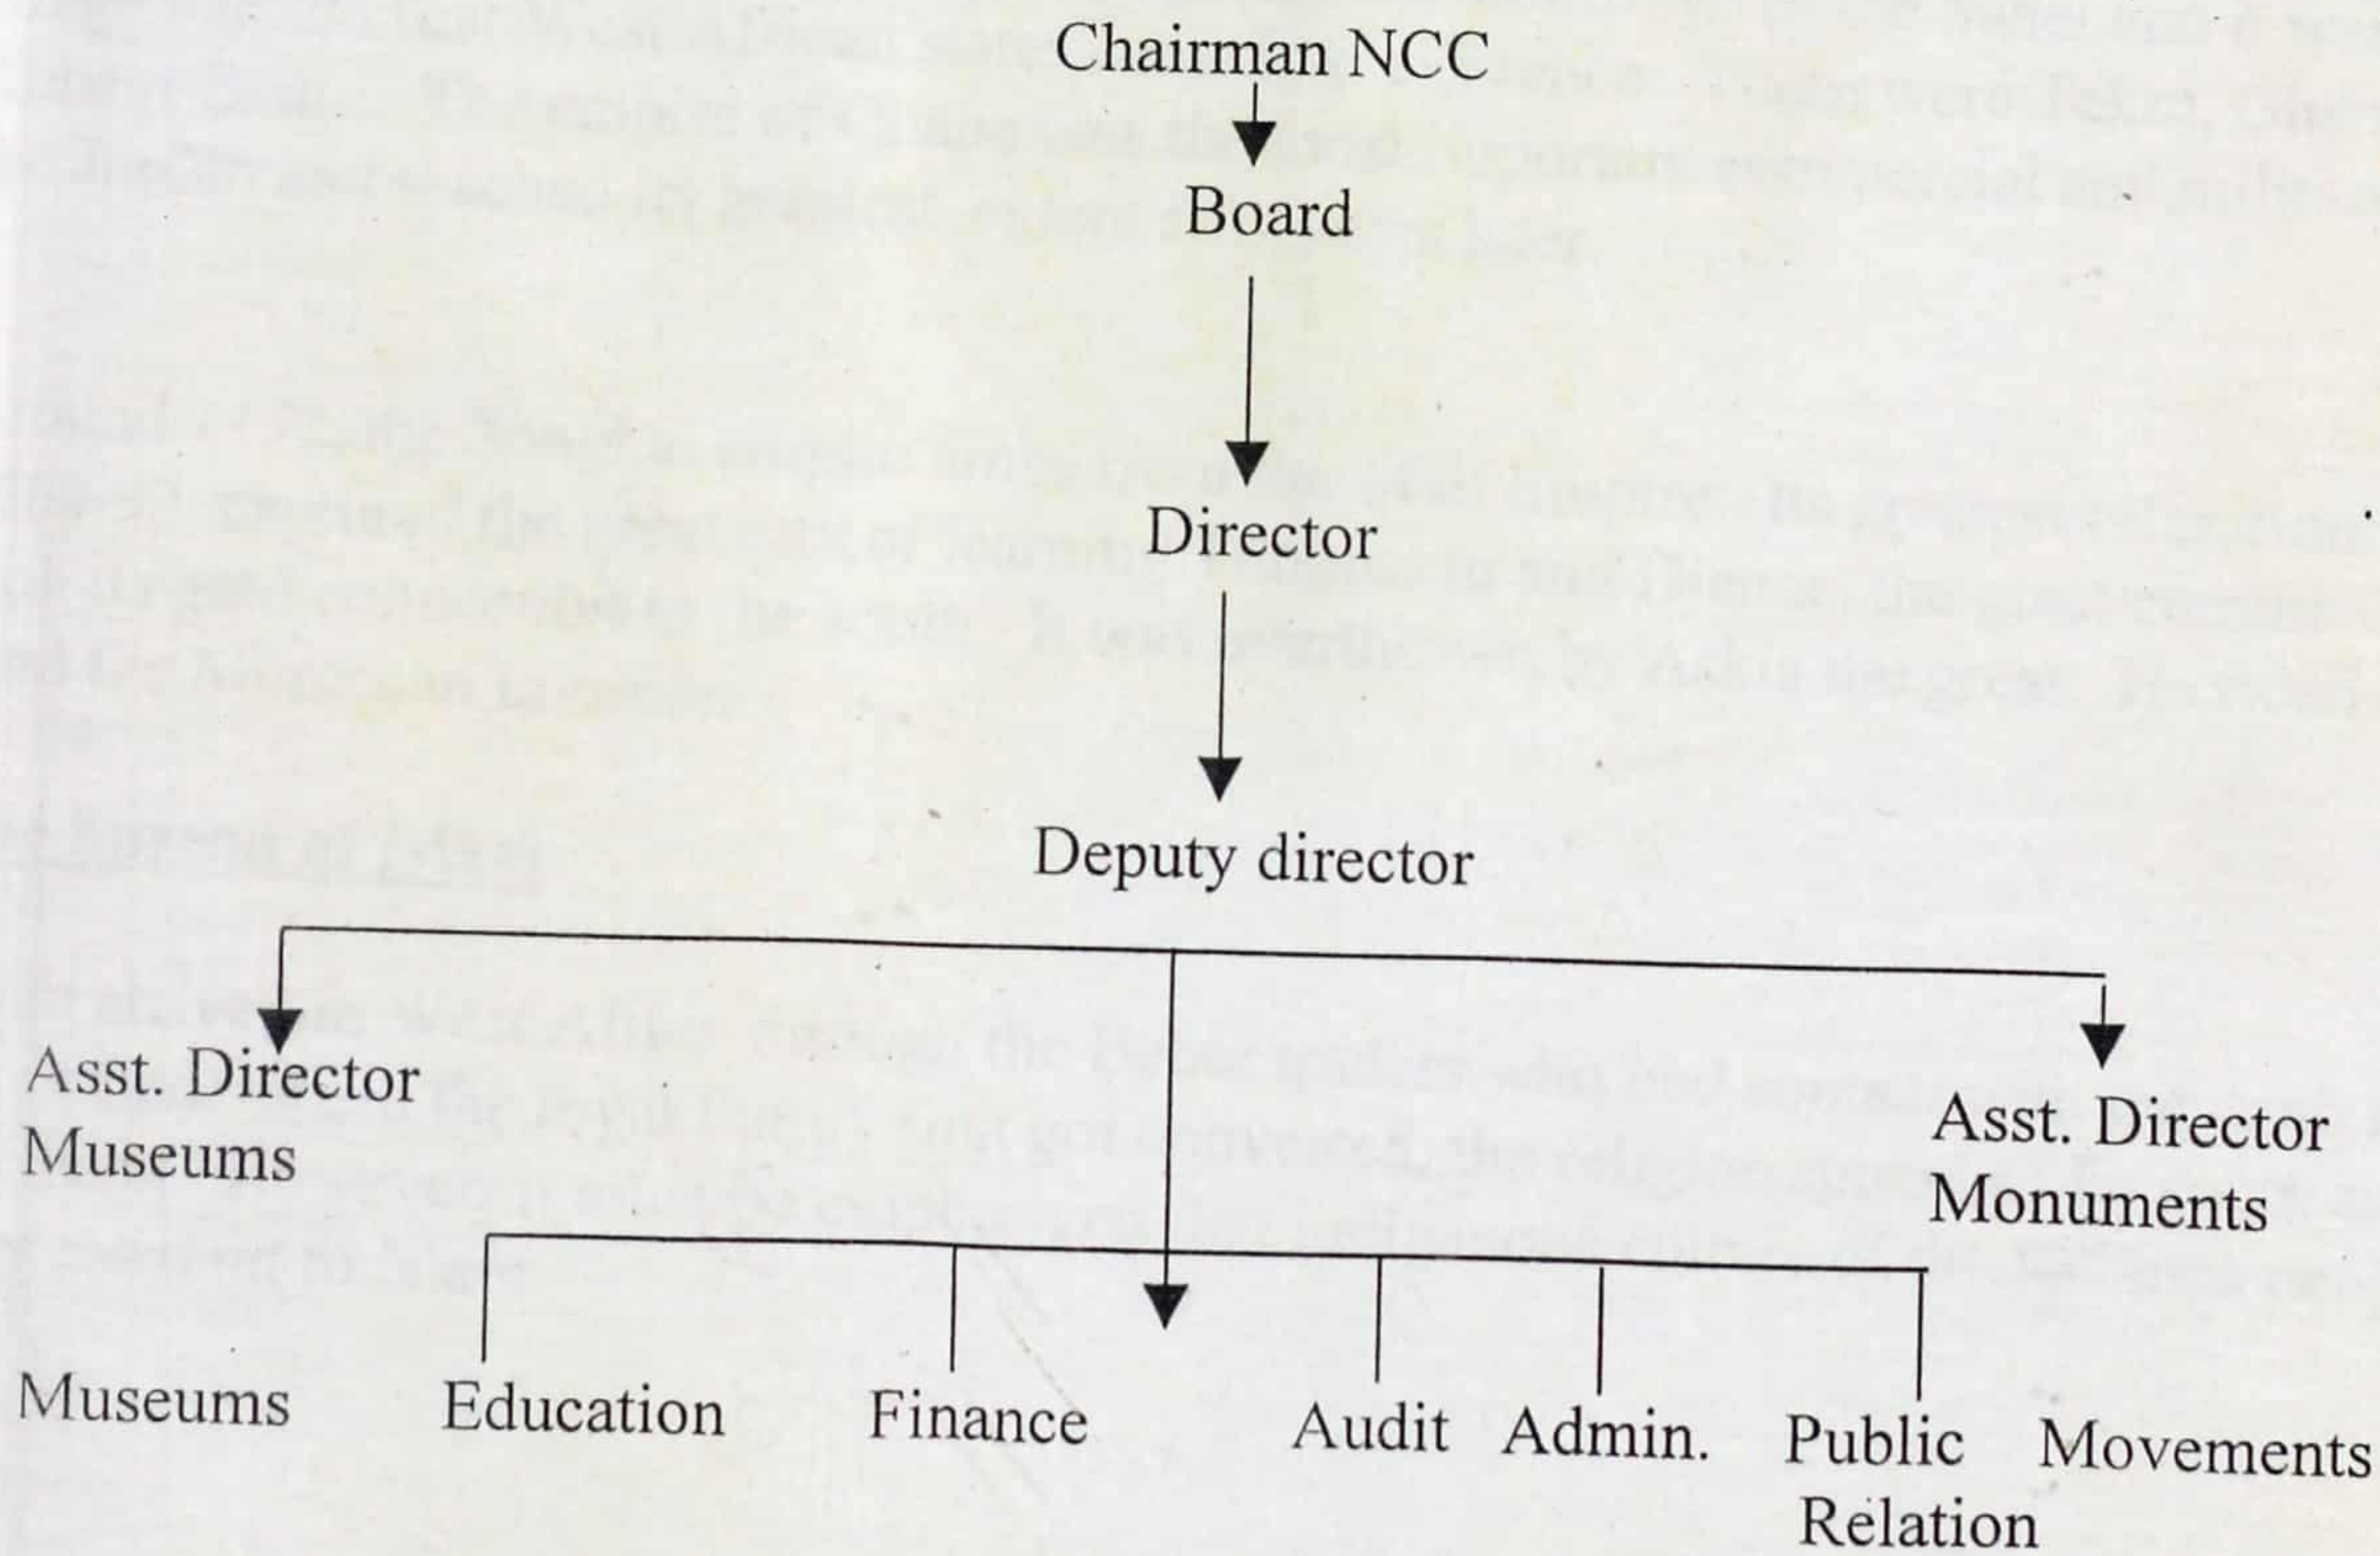 Chairman NCC
Board
Director
Deputy director
Asst. Director
Museums
Asst. Director
Monuments
Museums Education Finance Audit Admin. Public Movements
Relation